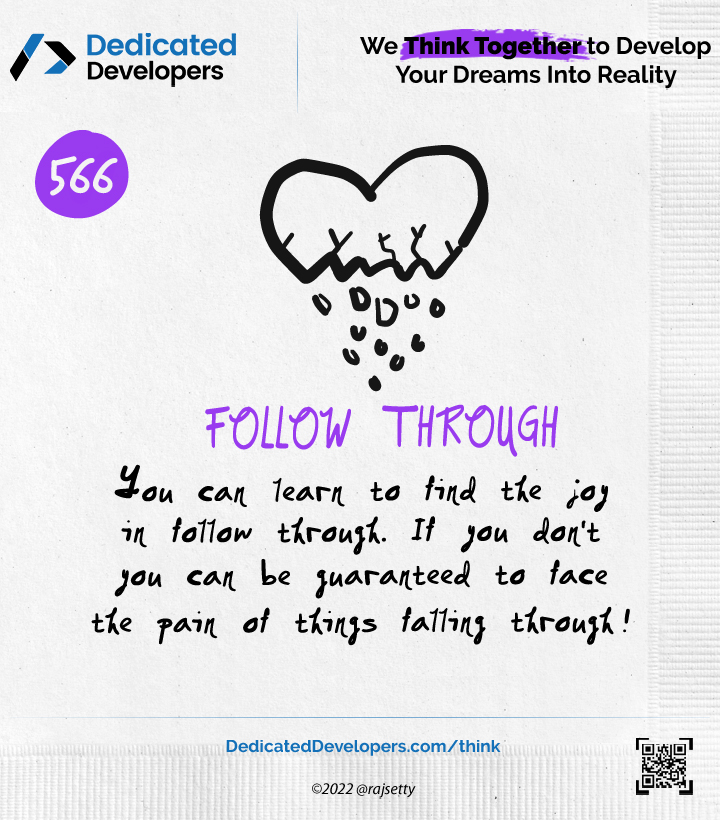 Dedicated
Developers
We Think Together to Develop
Your Dreams Into Reality
566
FOLLOW THROUGH
You can learn to find the joy
in follow through. If you don't
you can be guaranteed to face
the pain of things falling through!
DedicatedDevelopers.com/think
©2022 @rajsetty